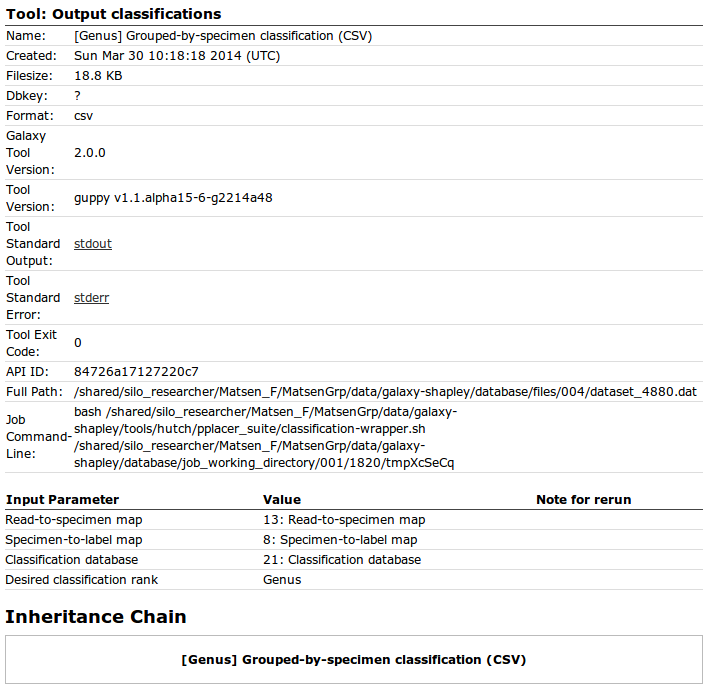 Tool: Output classifications
Name: [Genus] Grouped-by-specimen classification (CSV)
Created: Sun Mar 30 10:18:18 2014 (UTC)
Filesize: 18.8 KB
Dbkey: ?
Format: csv
Galaxy
Tool
Version: 2.0.0
Tool
Version: guppy v1.1.alpha15-6-g2214a48
Tool
Standard
Output: stdout
Tool
Standard
Error: stderr
Tool Exit
Code: 0
API ID: 84726a17127220c7
Full Path: /shared/silo_researcher/Matsen_F/MatsenGrp/data/galaxy-shapley/database/files/004/dataset_4880.dat
Job
Command-
Line:
bash /shared/silo_researcher/Matsen_F/MatsenGrp/data/galaxy-
shapley/tools/hutch/pplacer_suite/classification-wrapper.sh
/shared/silo_researcher/Matsen_F/MatsenGrp/data/galaxy-
shapley/database/job_working_directory/001/1820/tmpXcSeCq
Input Parameter Value Note for rerun
Read-to-specimen map 13: Read-to-specimen map
Specimen-to-label map 8: Specimen-to-label map
Classification database 21: Classification database
Desired classification rank Genus
Inheritance Chain
[Genus] Grouped-by-specimen classification (CSV)